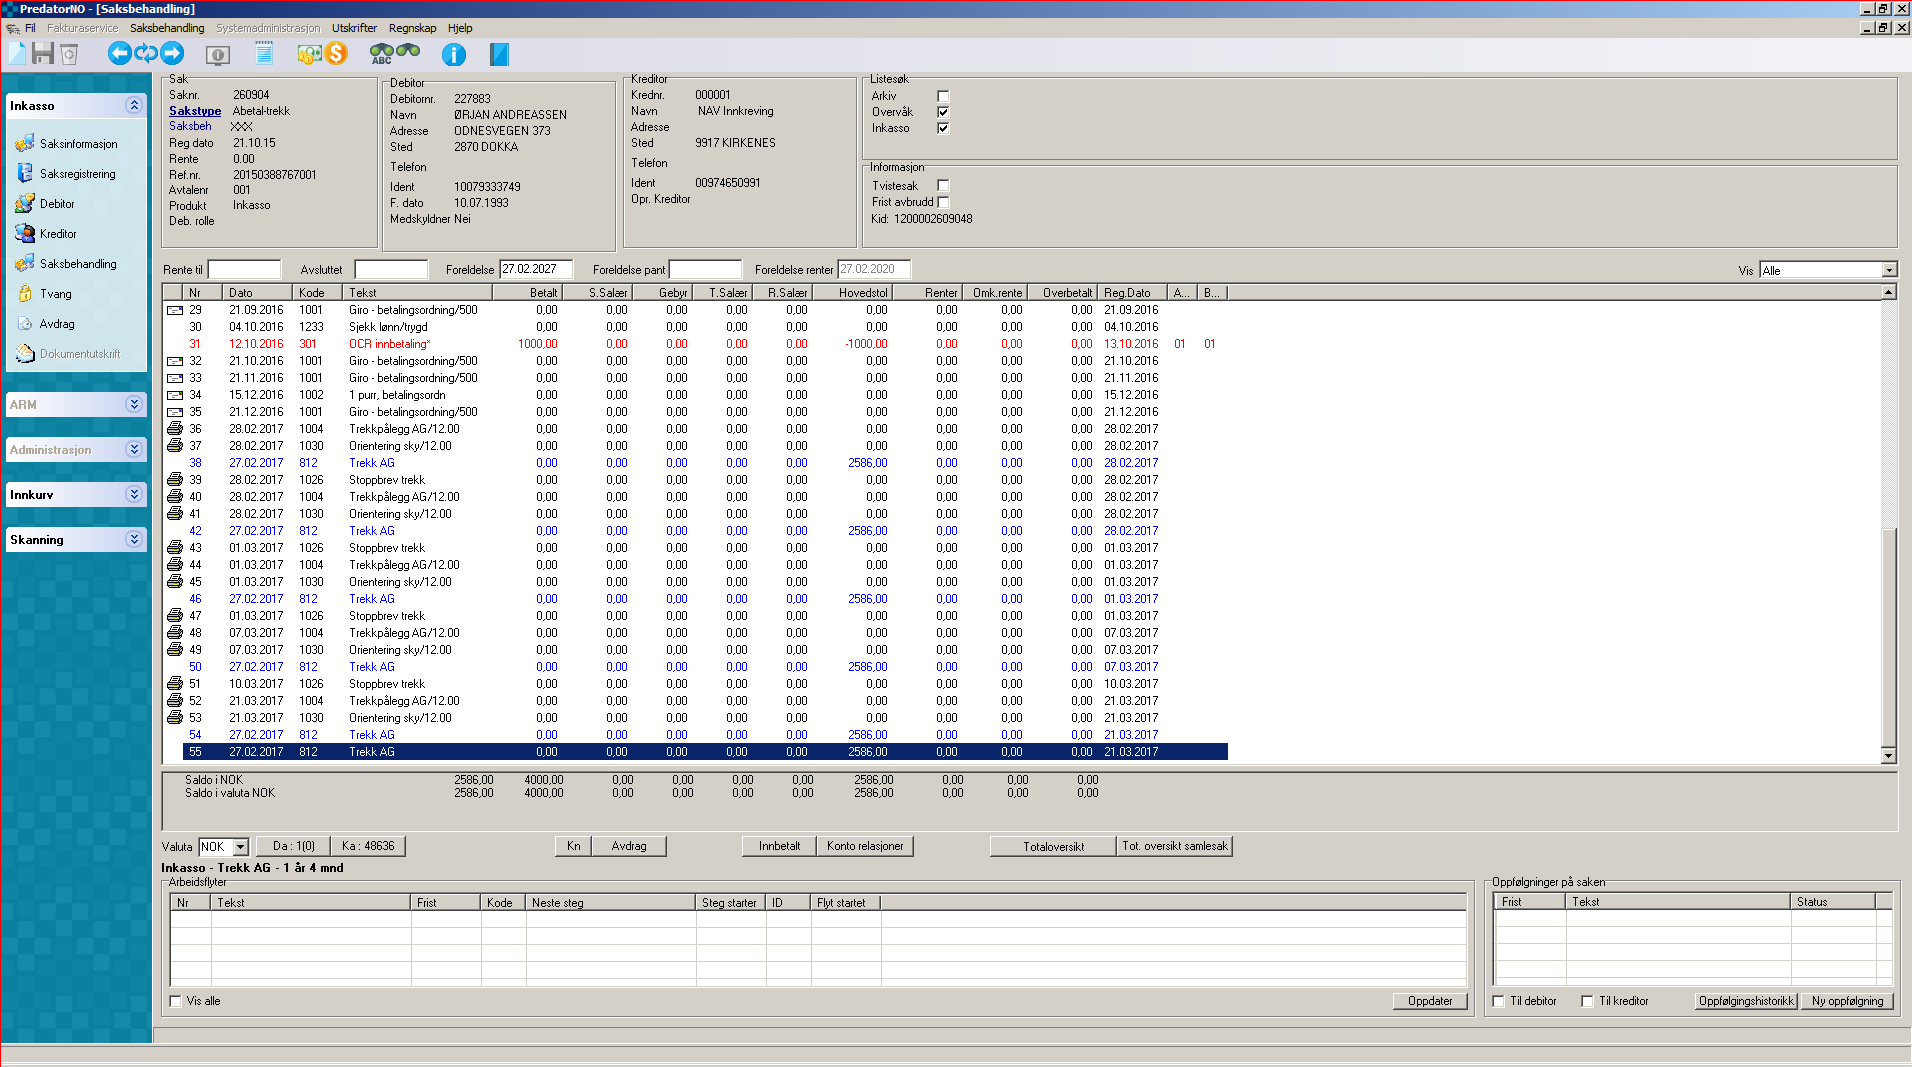 PredatorNO - [Saksbehandling]
Fil Fakturaservice Saksbehandling Systemadministrasjon Utskrifter Regnskap Hjelp
ABC
Inkasso
Saksinformasjon
Saksregistrering
Debitor
Kreditor
Saksbehandling
Tvang
Avdrag
Dokumentutskrift
ARM
Administrasjon
Innkurv
Skanning
Sak
Saknr. 260904
Sakstype Abetal-trekk
Saksbeh XXX
Reg dato 21.10.15
Rente 0.00
Ref.nr. 20150388767001
Avtalenr 001
Produkt Inkasso
Deb. rolle
Debitor
Debitornr. 227883
Navn ØRJAN ANDREASSEN
Adresse ODNESVEGEN 373
Sted 2870 DOKKA
Telefon
Ident 10079333749
F. dato 10.07.1993
Medskyldner Nei
Kreditor
Krednr. 000001
Navn NAV Innkreving
Adresse
Sted 9917 KIRKENES
Telefon
Ident 00974650991
Opr. Kreditor
Listesøk
Arkiv
Overvåk
Inkasso
Informasjon
Tvistesak
Frist avbrudd
Kid: 1200002609048
Rente til Avsluttet Foreldelse 27.02.2027 Foreldelse pant Foreldelse renter 27.02.2020 Vis Alle
Nr Dato Kode Tekst Betalt S.Salær Gebyr T.Salær R.Salær Hovedstol Renter Omk.rente Overbetalt Reg.Dato A... B...
29 21.09.2016 1001 Giro - betalingsordning/500 0,00 0,00 0,00 0,00 0,00 0,00 0,00 0,00 0,00 21.09.2016
30 04.10.2016 1233 Sjekk lønn/trygd 0,00 0,00 0,00 0,00 0,00 0,00 0,00 0,00 0,00 04.10.2016
31 12.10.2016 301 OCR innbetaling* 1000,00 0,00 0,00 0,00 0,00 -1000,00 0,00 0,00 0,00 13.10.2016 01 01
32 21.10.2016 1001 Giro - betalingsordning/500 0,00 0,00 0,00 0,00 0,00 0,00 0,00 0,00 0,00 21.10.2016
33 21.11.2016 1001 Giro - betalingsordning/500 0,00 0,00 0,00 0,00 0,00 0,00 0,00 0,00 0,00 21.11.2016
34 15.12.2016 1002 1 purr, betalingsordn 0,00 0,00 0,00 0,00 0,00 0,00 0,00 0,00 0,00 15.12.2016
35 21.12.2016 1001 Giro - betalingsordning/500 0,00 0,00 0,00 0,00 0,00 0,00 0,00 0,00 0,00 21.12.2016
36 28.02.2017 1004 Trekkpålegg AG/12.00 0,00 0,00 0,00 0,00 0,00 0,00 0,00 0,00 0,00 28.02.2017
37 28.02.2017 1030 Orientering sky/12.00 0,00 0,00 0,00 0,00 0,00 0,00 0,00 0,00 0,00 28.02.2017
38 27.02.2017 812 Trekk AG 0,00 0,00 0,00 0,00 0,00 2586,00 0,00 0,00 0,00 28.02.2017
39 28.02.2017 1026 Stoppbrev trekk 0,00 0,00 0,00 0,00 0,00 0,00 0,00 0,00 0,00 28.02.2017
40 28.02.2017 1004 Trekkpålegg AG/12.00 0,00 0,00 0,00 0,00 0,00 0,00 0,00 0,00 0,00 28.02.2017
41 28.02.2017 1030 Orientering sky/12.00 0,00 0,00 0,00 0,00 0,00 0,00 0,00 0,00 0,00 28.02.2017
42 27.02.2017 812 Trekk AG 0,00 0,00 0,00 0,00 0,00 2586,00 0,00 0,00 0,00 28.02.2017
43 01.03.2017 1026 Stoppbrev trekk 0,00 0,00 0,00 0,00 0,00 0,00 0,00 0,00 0,00 01.03.2017
44 01.03.2017 1004 Trekkpålegg AG/12.00 0,00 0,00 0,00 0,00 0,00 0,00 0,00 0,00 0,00 01.03.2017
45 01.03.2017 1030 Orientering sky/12.00 0,00 0,00 0,00 0,00 0,00 0,00 0,00 0,00 0,00 01.03.2017
46 27.02.2017 812 Trekk AG 0,00 0,00 0,00 0,00 0,00 2586,00 0,00 0,00 0,00 01.03.2017
47 01.03.2017 1026 Stoppbrev trekk 0,00 0,00 0,00 0,00 0,00 0,00 0,00 0,00 0,00 01.03.2017
48 07.03.2017 1004 Trekkpålegg AG/12.00 0,00 0,00 0,00 0,00 0,00 0,00 0,00 0,00 0,00 07.03.2017
49 07.03.2017 1030 Orientering sky/12.00 0,00 0,00 0,00 0,00 0,00 0,00 0,00 0,00 0,00 07.03.2017
50 27.02.2017 812 Trekk AG 0,00 0,00 0,00 0,00 0,00 2586,00 0,00 0,00 0,00 07.03.2017
51 10.03.2017 1026 Stoppbrev trekk 0,00 0,00 0,00 0,00 0,00 0,00 0,00 0,00 0,00 10.03.2017
52 21.03.2017 1004 Trekkpålegg AG/12.00 0,00 0,00 0,00 0,00 0,00 0,00 0,00 0,00 0,00 21.03.2017
53 21.03.2017 1030 Orientering sky/12.00 0,00 0,00 0,00 0,00 0,00 0,00 0,00 0,00 0,00 21.03.2017
54 27.02.2017 812 Trekk AG 0,00 0,00 0,00 0,00 0,00 2586,00 0,00 0,00 0,00 21.03.2017
55 27.02.2017 812 Trekk AG 0,00 0,00 0,00 0,00 0,00 2586,00 0,00 0,00 0,00 21.03.2017
Saldo i NOK 2586,00 4000,00 0,00 0,00 0,00 0,00 2586,00 0,00 0,00 0,00
Saldo i valuta NOK 2586,00 4000,00 0,00 0,00 0,00 0,00 2586,00 0,00 0,00 0,00
Valuta NOK Da : 1(0) Ka : 48636 Kn Avdrag Innbetalt Konto relasjoner Totaloversikt Tot. oversikt samlesak
Inkasso - Trekk AG - 1 år 4 mnd
Arbeidsflyter
Nr Tekst Frist Kode Neste steg Steg starter ID Flyt startet
Vis alle Oppdater
Oppfølgninger på saken
Frist Tekst Status
Til debitor Til kreditor Oppfølgingshistorikk Ny oppfølgning